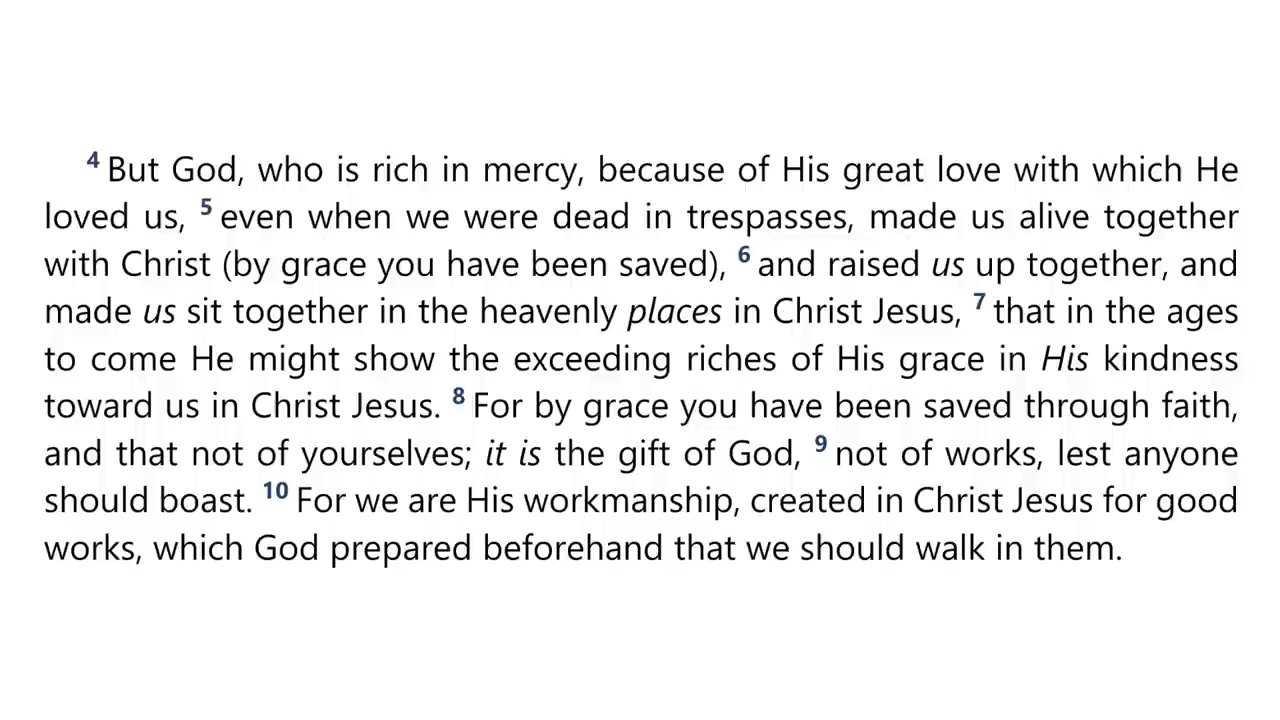 4 But God, who is rich in mercy, because of His great love with which He
loved us, 5 even when we were dead in trespasses, made us alive together
with Christ (by grace you have been saved), 6 and raised us up together, and
made us sit together in the heavenly places in Christ Jesus, 7 that in the ages
to come He might show the exceeding riches of His grace in His kindness
toward us in Christ Jesus. 8 For by grace you have been saved through faith,
and that not of yourselves; it is the gift of God, 9 not of works, lest anyone
should boast. 10 For we are His workmanship, created in Christ Jesus for good
works, which God prepared beforehand that we should walk in them.